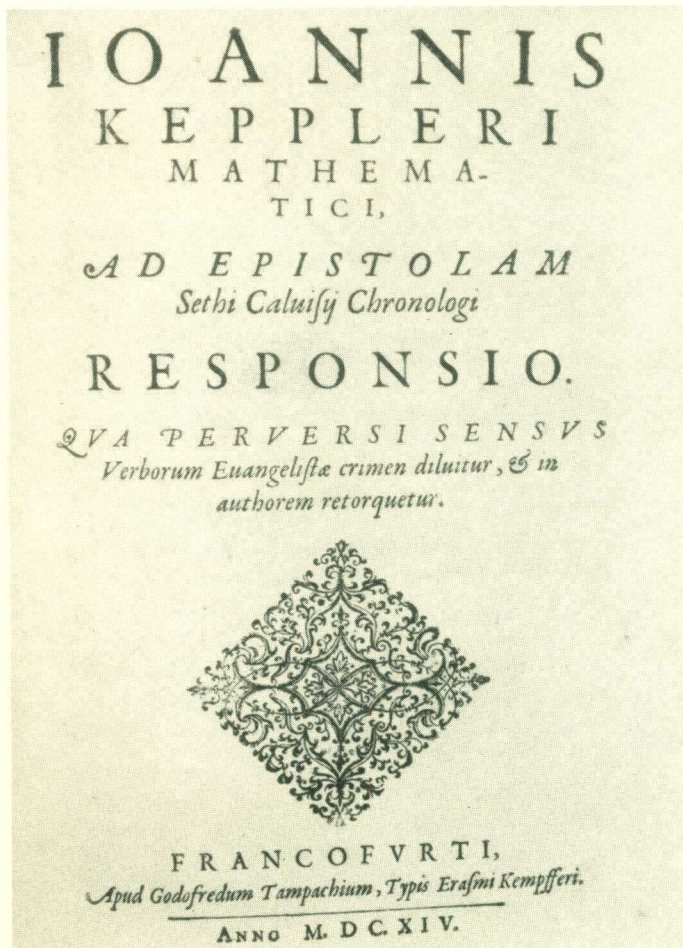 IOANNIS
KEPPLERI
MATHEMA-
TICI,
AD EPISTOLAM
Sethi Caluiſij Chronologi
RESPONSIO.
QVA PERVERSI SENSVS
Verborum Euangeliſtæ crimen diluitur, & in
authorem retorquetur.
FRANCOFVRTI,
Apud Godofredum Tampachium, Typis Eraſmi Kempfferi.
ANNO M. DC. XIV.